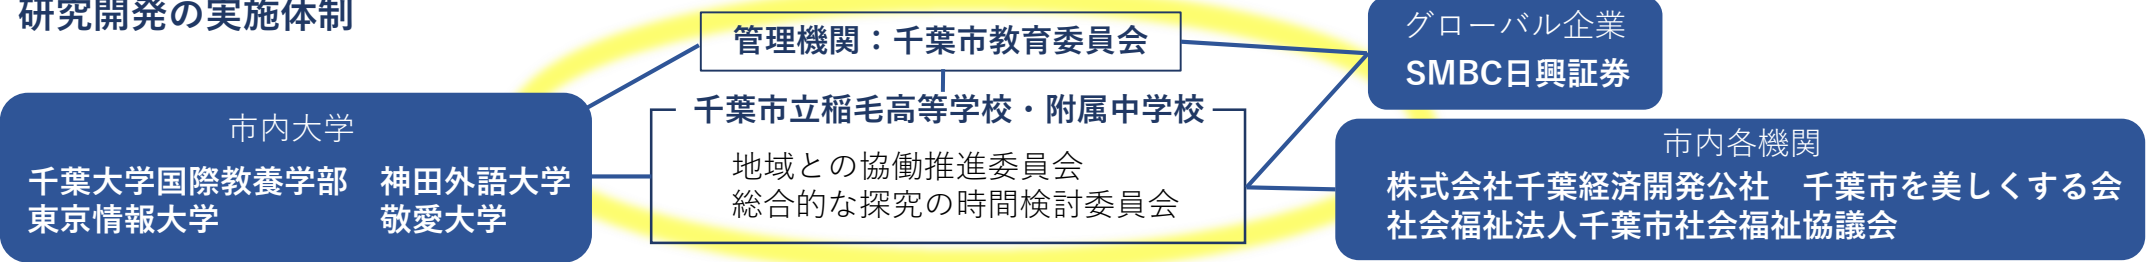 研究開発の実施体制
管理機関：千葉市教育委員会
グローバル企業
SMBC日興証券
千葉市立稲毛高等学校・附属中学校
地域との協働推進委員会
総合的な探究の時間検討委員会
市内大学
千葉大学国際教養学部　神田外語大学
東京情報大学　敬愛大学
市内各機関
株式会社千葉経済開発公社　千葉市を美しくする会
社会福祉法人千葉市社会福祉協議会